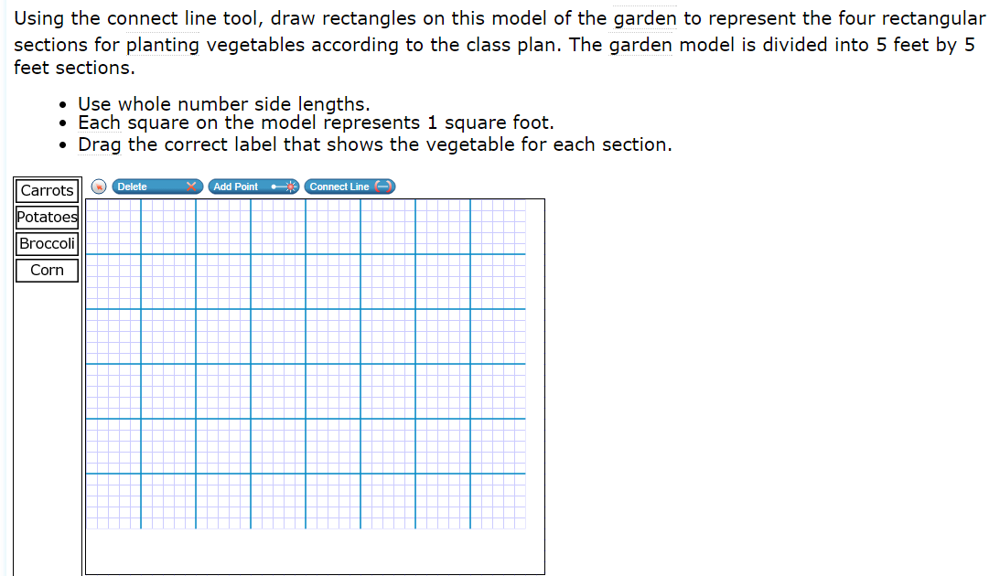 Using the connect line tool, draw rectangles on this model of the garden to represent the four rectangular
sections for planting vegetables according to the class plan. The garden model is divided into 5 feet by 5
feet sections.
• Use whole number side lengths.
• Each square on the model represents 1 square foot.
• Drag the correct label that shows the vegetable for each section.
Delete Add Point Connect Line
Carrots
Potatoes
Broccoli
Corn